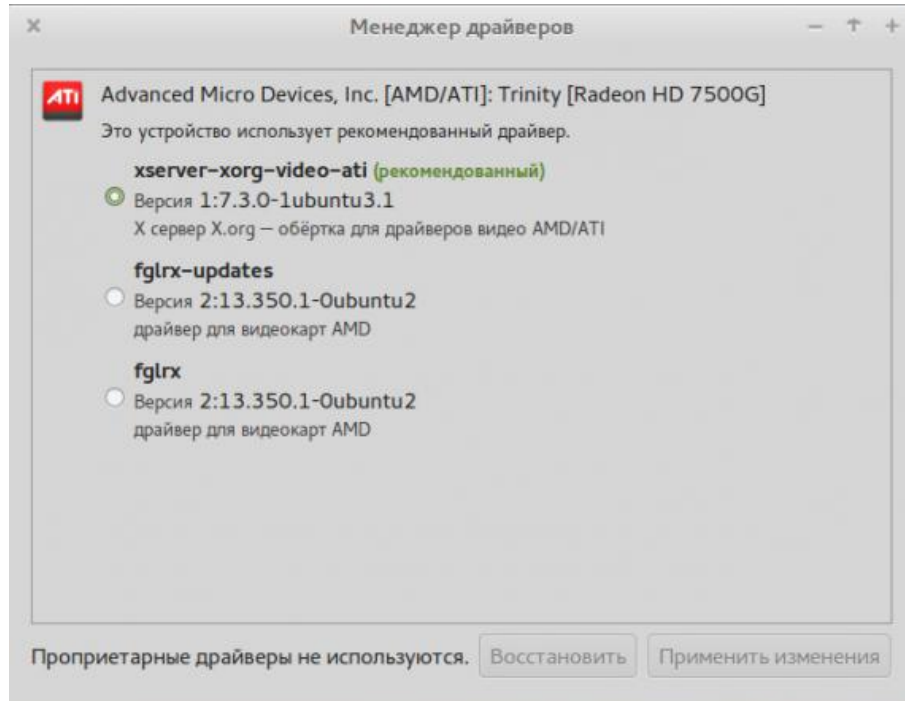 Менеджер драйверов
ATI
Advanced Micro Devices, Inc. [AMD/ATI]: Trinity [Radeon HD 7500G]
Это устройство использует рекомендованный драйвер.
xserver-xorg-video-ati (рекомендованный)
Версия 1:7.3.0-1ubuntu3.1
X сервер X.org — обёртка для драйверов видео AMD/ATI
fglrx-updates
Версия 2:13.350.1-0ubuntu2
драйвер для видеокарт AMD
fglrx
Версия 2:13.350.1-0ubuntu2
драйвер для видеокарт AMD
Проприетарные драйверы не используются. Восстановить Применить изменения